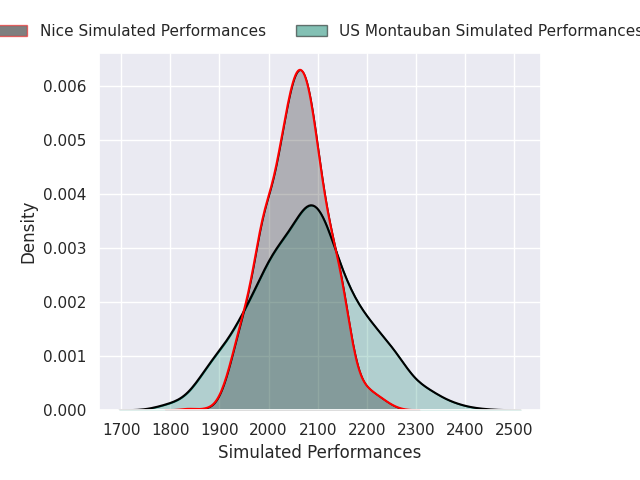 Nice Simulated Performances US Montauban Simulated Performances
0.006
0.005
0.004
0.003
0.002
0.001
0.000
Density
1700 1800 1900 2000 2100 2200 2300 2400 2500
Simulated Performances